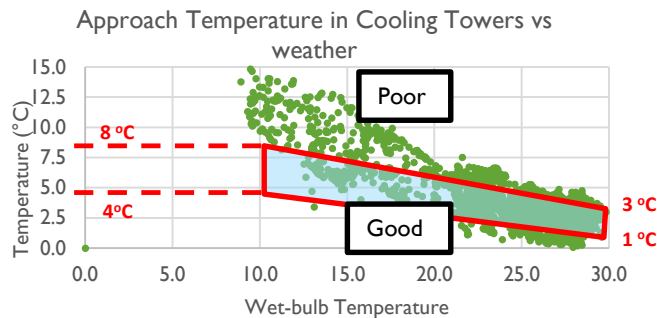 Approach Temperature in Cooling Towers vs
weather
Temperature (°C)
15.0
12.5
10.0
7.5
5.0
2.5
0.0
8 °C
4°C
Poor
Good
3 °C
1 °C
0.0 5.0 10.0 15.0 20.0 25.0 30.0
Wet-bulb Temperature